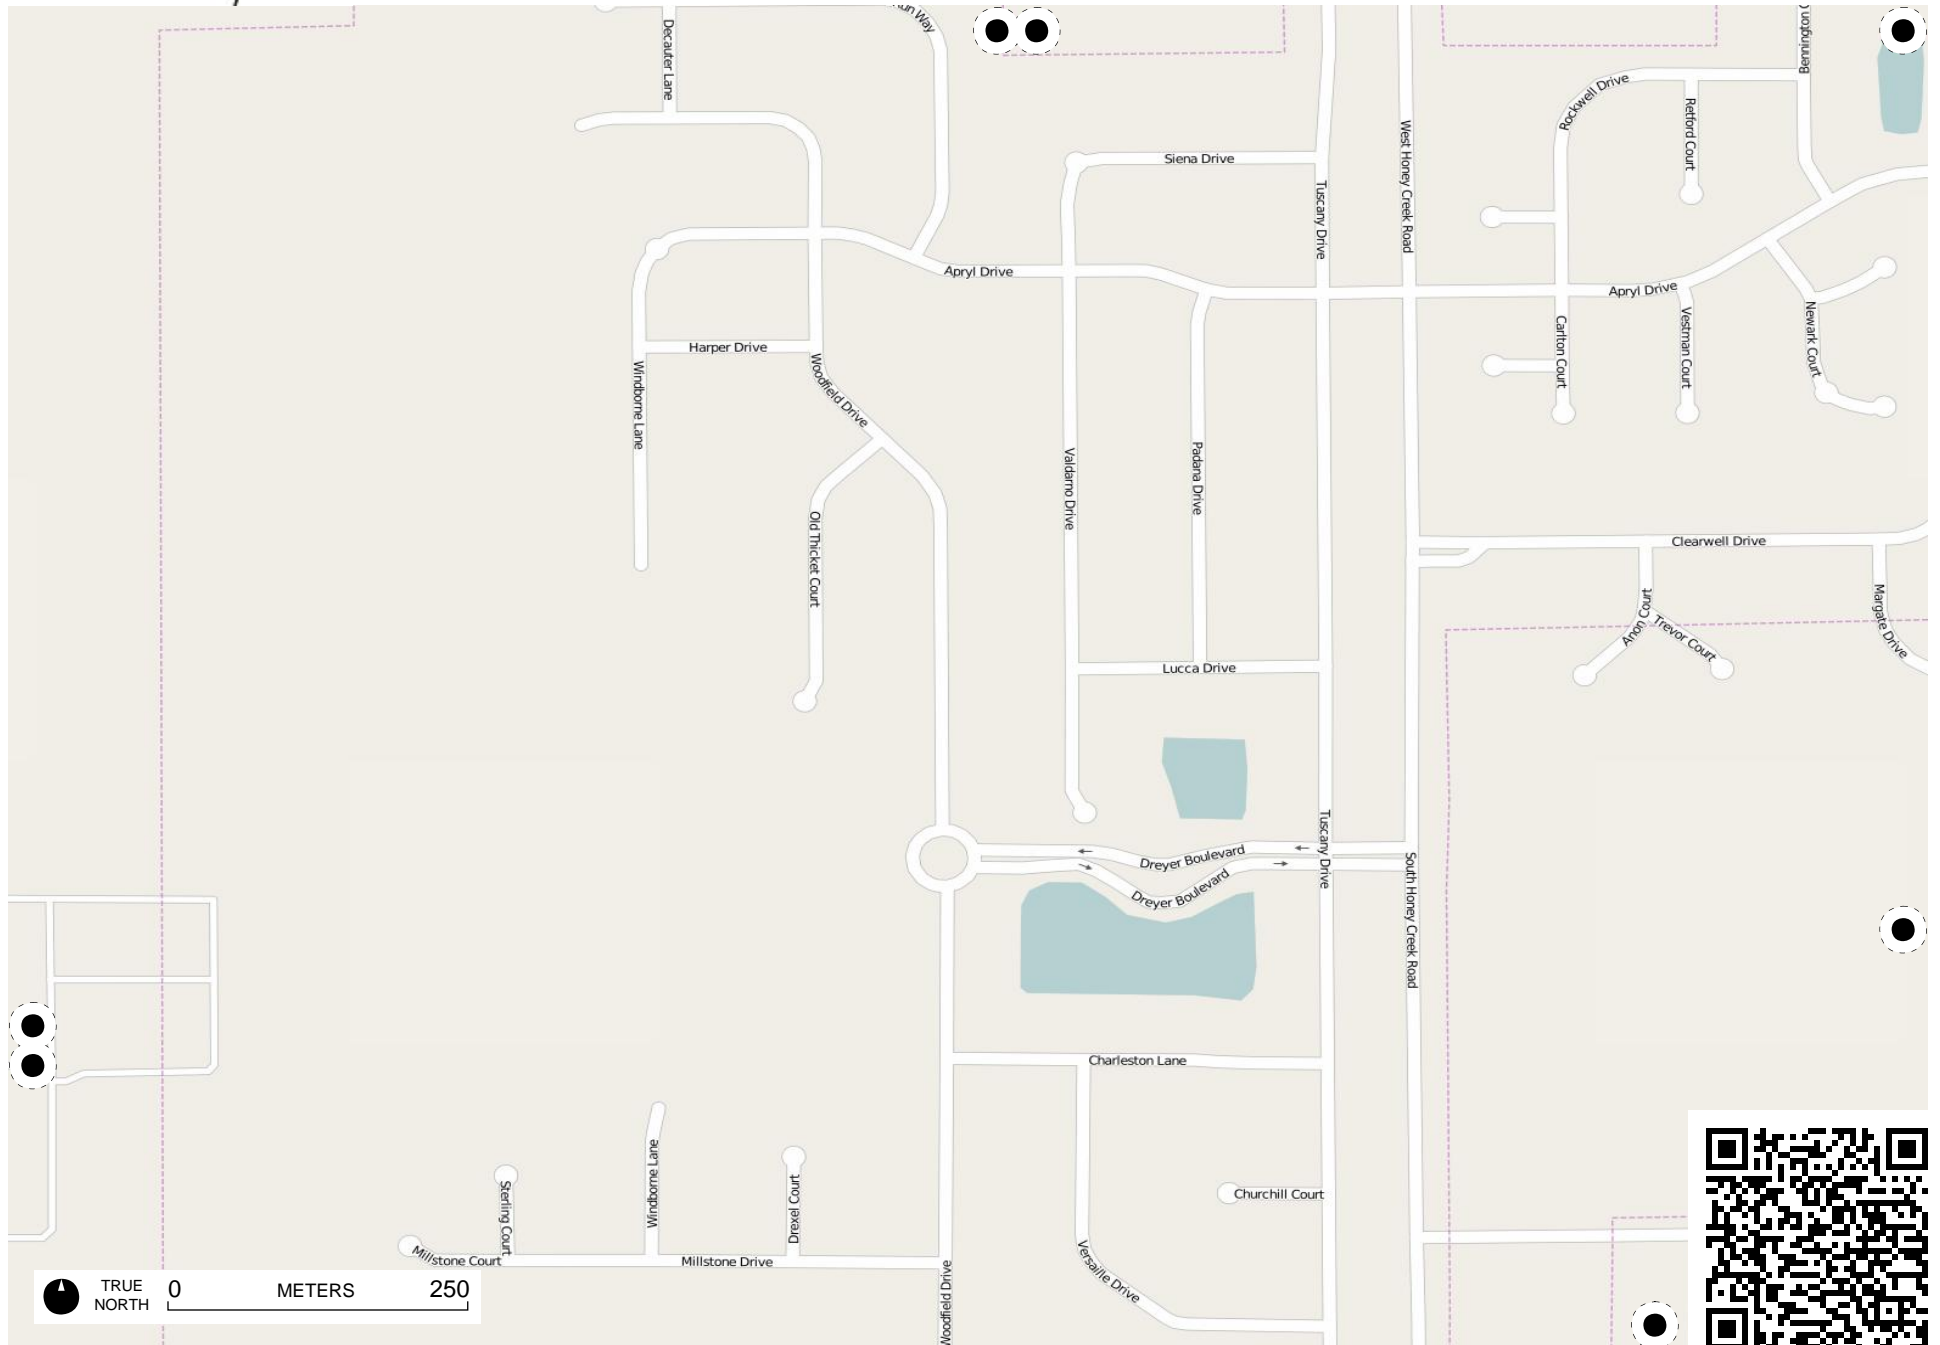 Decauter Lane
Way
Bennington
Rockwell Drive
Retford Court
West Honey Creek Road
Siena Drive
Tuscany Drive
Apryl Drive
Apryl Drive
Newark Court
Vestman Court
Carlton Court
Harper Drive
Woodfield Drive
Windborne Lane
Valdarno Drive
Padana Drive
Old Thicket Court
Clearwell Drive
Anon Court
Trevor Court
Margate Drive
Lucca Drive
Tuscany Drive
Dreyer Boulevard
Dreyer Boulevard
South Honey Creek Road
Charleston Lane
Windborne Lane
Sterling Court
Drexel Court
Churchill Court
Millstone Court
Millstone Drive
Versaille Drive
Woodfield Drive
TRUE NORTH
0 METERS 250